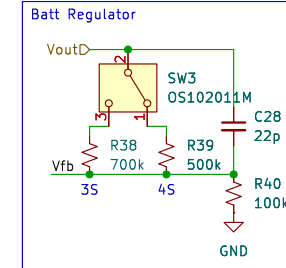 Batt Regulator
Vout
2
SW3
OS102011M
3
1
C28
22p
R38
700k
R39
500k
Vfb
3S
4S
R40
100k
GND